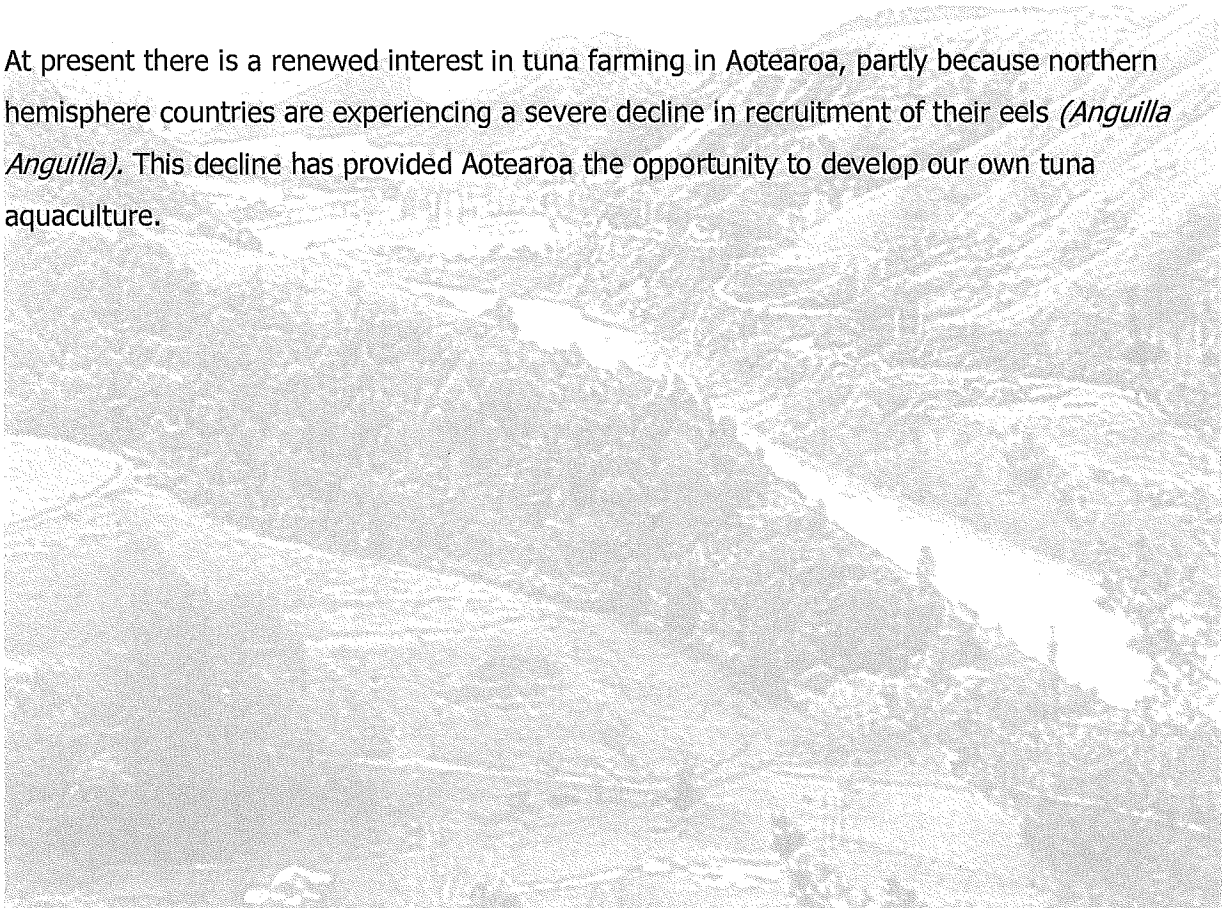 At present there is a renewed interest in tuna farming in Aotearoa, partly because northern
hemisphere countries are experiencing a severe decline in recruitment of their eels (Anguilla
Anguilla). This decline has provided Aotearoa the opportunity to develop our own tuna
aquaculture.